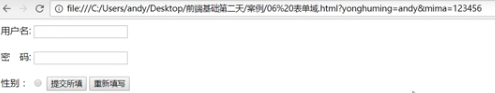 file:///C:/Users/andy/Desktop/前端基础第二天/案例/06%20表单域.html?yonghuming=andy&mima=123456
用户名:
密 码:
性别： 提交所填 重新填写